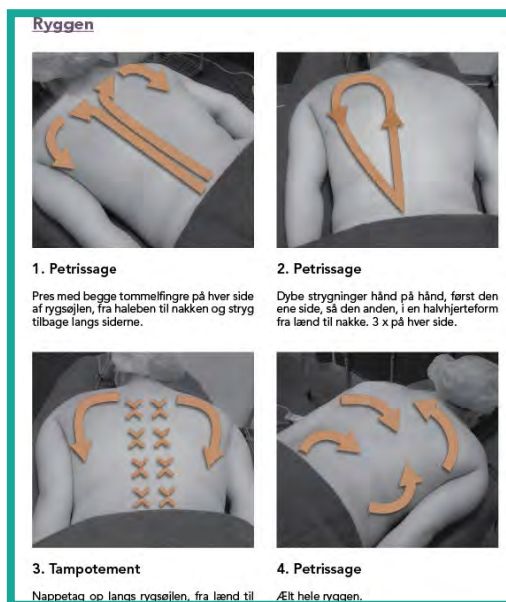 Ryggen
1. Petrissage
Pres med begge tommelfingre på hver side
af rygsøjlen, fra haleben til nakken og stryg
tilbage langs siderne.
2. Petrissage
Dybe strygninger hånd på hånd, først den
ene side, så den anden, i en halvhjerteform
fra lænd til nakke. 3 x på hver side.
3. Tampotement
Nappetag op langs rygsøjlen, fra lænd til
4. Petrissage
Ælt hele ryggen.